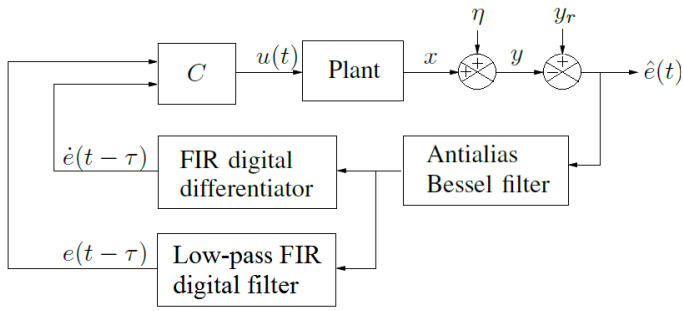 η
y_r
C
u(t)
Plant
x
+
+
y
+
−
ê(t)
ė(t − τ)
FIR digital
differentiator
Antialias
Bessel filter
e(t − τ)
Low-pass FIR
digital filter